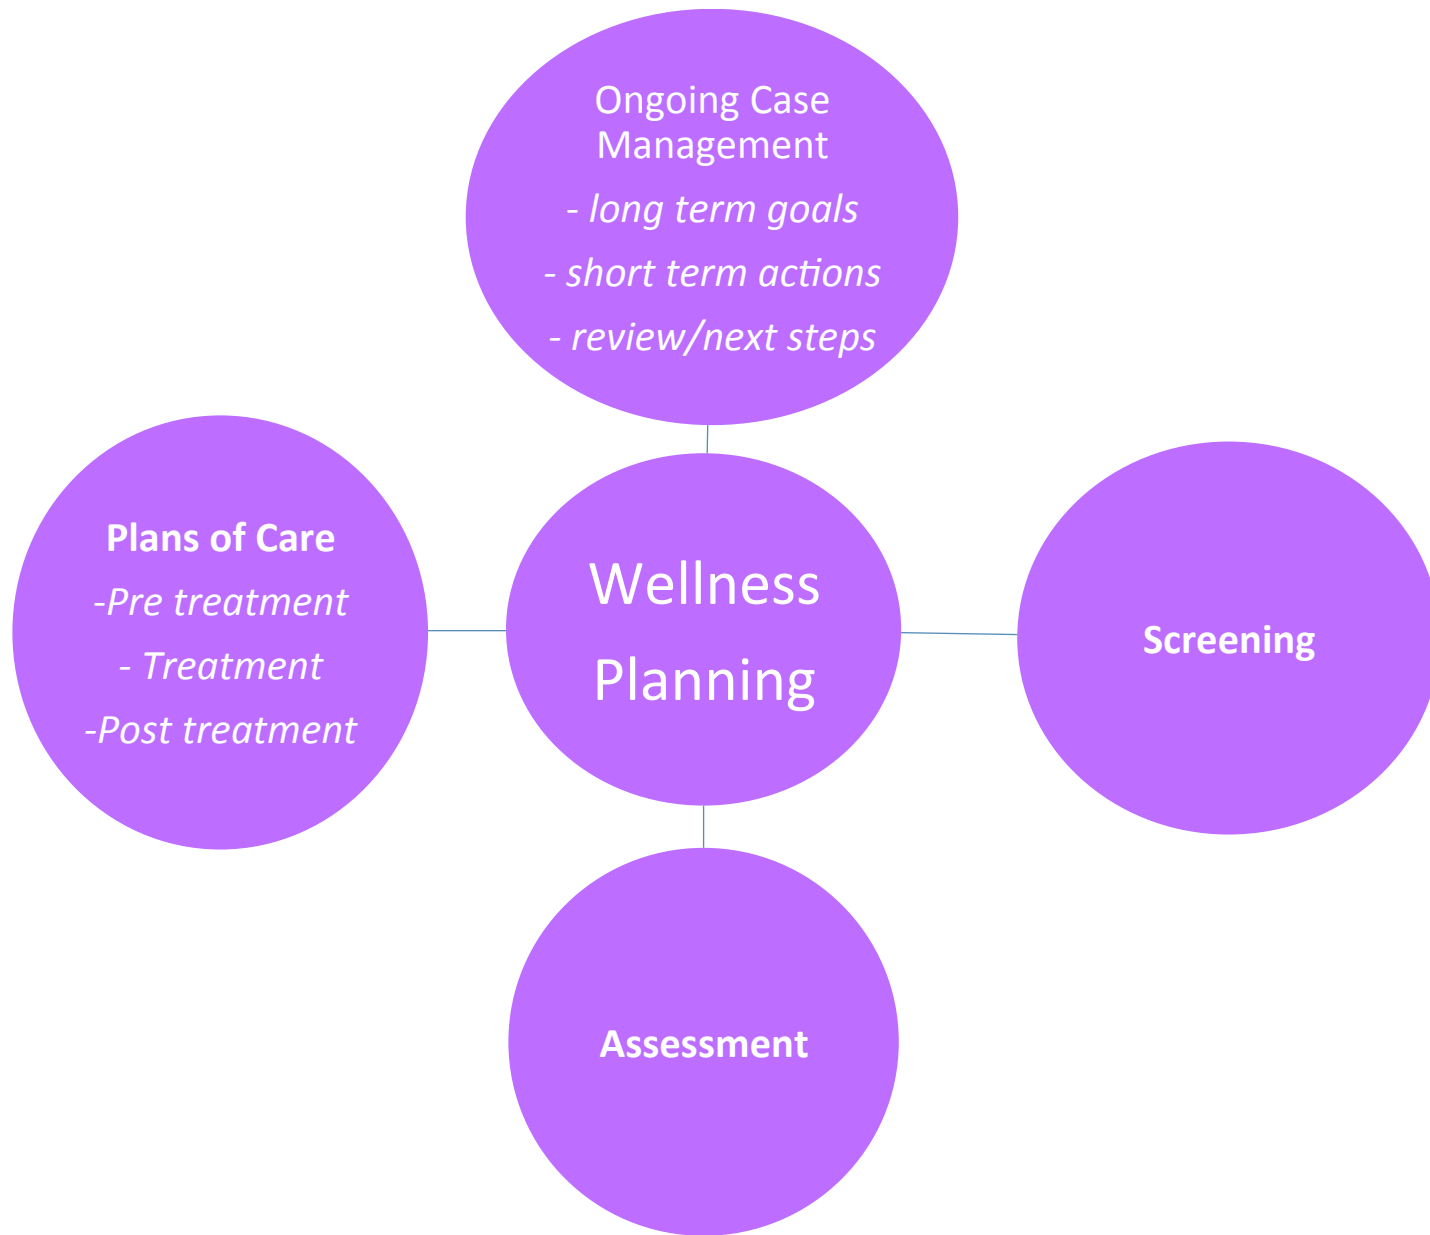 Ongoing Case
Management
- long term goals
- short term actions
- review/next steps
Plans of Care
-Pre treatment
- Treatment
-Post treatment
Wellness
Planning
Screening
Assessment